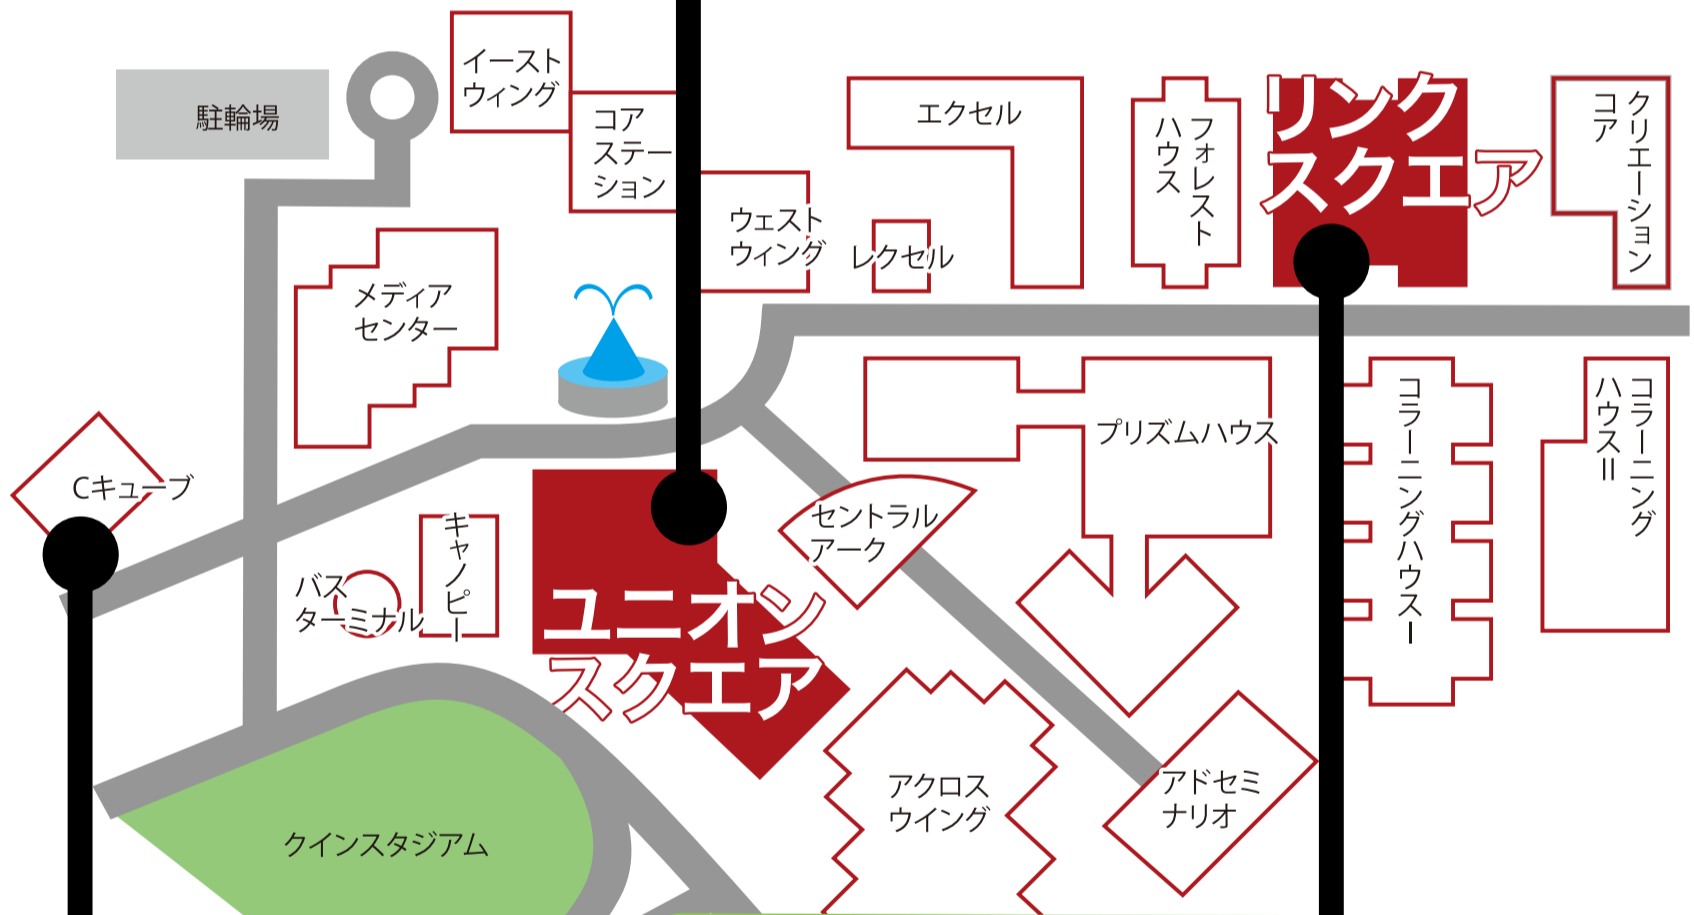 イースト
ウィング
駐輪場
コア
ステー
ション
エクセル
フォレスト
ハウス
リンク
スクエア
クリエーション
コア
ウェスト
ウィング
レクセル
メディア
センター
プリズムハウス
コラーニングハウスⅠ
コラーニング
ハウスⅡ
Cキューブ
キャノピー
セントラル
アーク
バス
ターミナル
ユニオン
スクエア
アクロス
ウイング
アドセミ
ナリオ
クインスタジアム